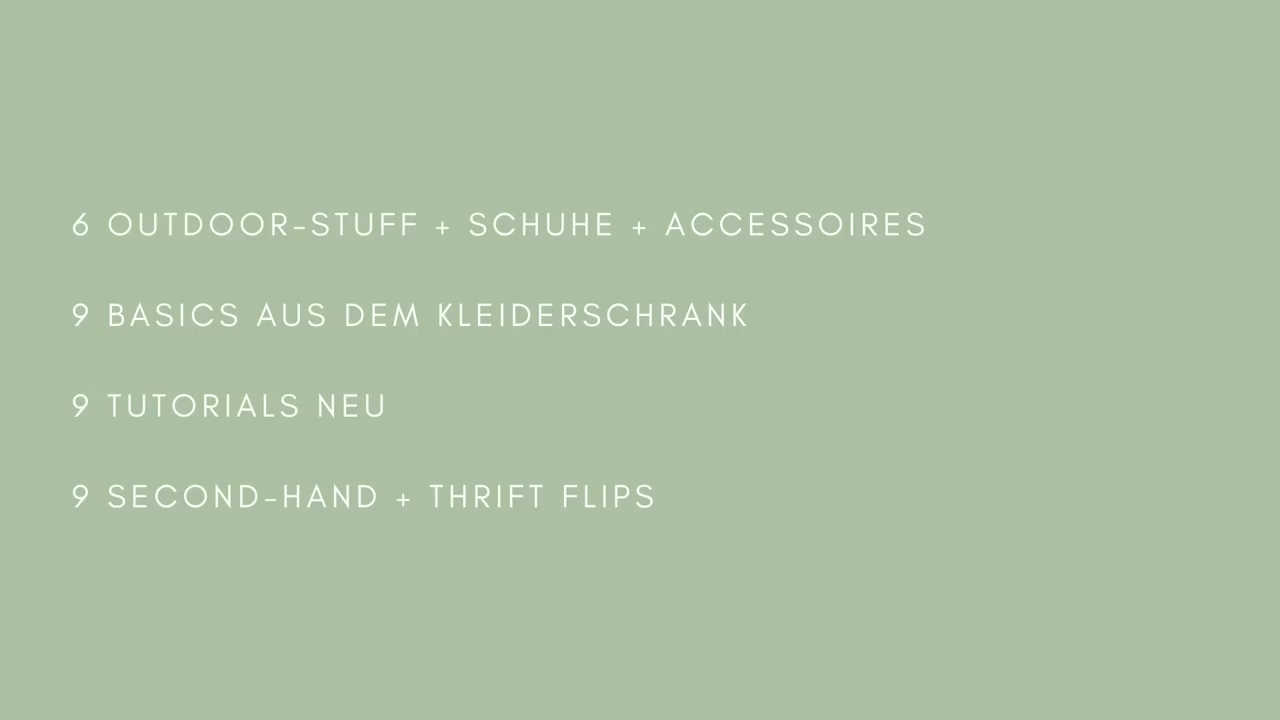 6 OUTDOOR-STUFF + SCHUHE + ACCESSOIRES
9 BASICS AUS DEM KLEIDERSCHRANK
9 TUTORIALS NEU
9 SECOND-HAND + THRIFT FLIPS